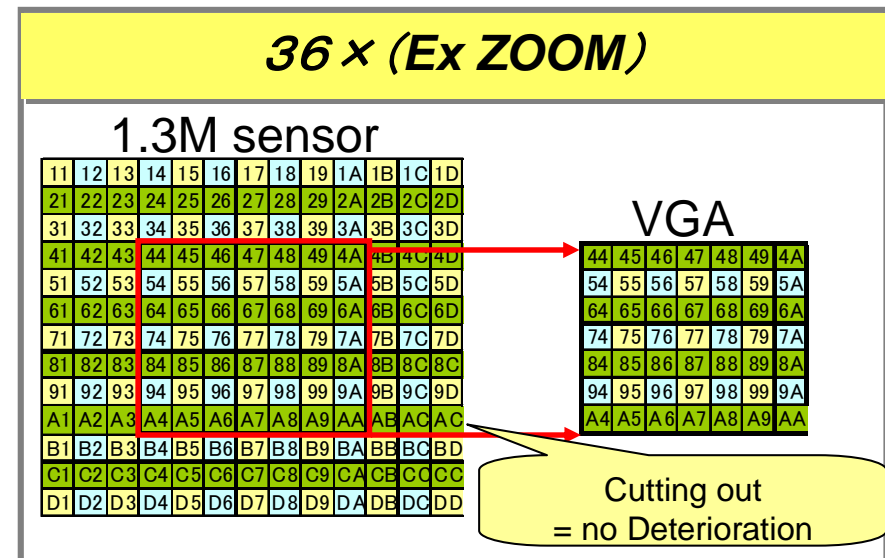 36×(Ex ZOOM)
1.3M sensor
11 12 13 14 15 16 17 18 19 1A 1B 1C 1D
21 22 23 24 25 26 27 28 29 2A 2B 2C 2D
31 32 33 34 35 36 37 38 39 3A 3B 3C 3D
41 42 43 44 45 46 47 48 49 4A 4B 4C 4D
51 52 53 54 55 56 57 58 59 5A 5B 5C 5D
61 62 63 64 65 66 67 68 69 6A 6B 6C 6D
71 72 73 74 75 76 77 78 79 7A 7B 7C 7D
81 82 83 84 85 86 87 88 89 8A 8B 8C 8C
91 92 93 94 95 96 97 98 99 9A 9B 9C 9D
A1 A2 A3 A4 A5 A6 A7 A8 A9 AA AB AC AC
B1 B2 B3 B4 B5 B6 B7 B8 B9 BA BB BC BD
C1 C2 C3 C4 C5 C6 C7 C8 C9 CA CB CC CC
D1 D2 D3 D4 D5 D6 D7 D8 D9 DA DB DC DD
VGA
44 45 46 47 48 49 4A
54 55 56 57 58 59 5A
64 65 66 67 68 69 6A
74 75 76 77 78 79 7A
84 85 86 87 88 89 8A
94 95 96 97 98 99 9A
A4 A5 A6 A7 A8 A9 AA
Cutting out
= no Deterioration